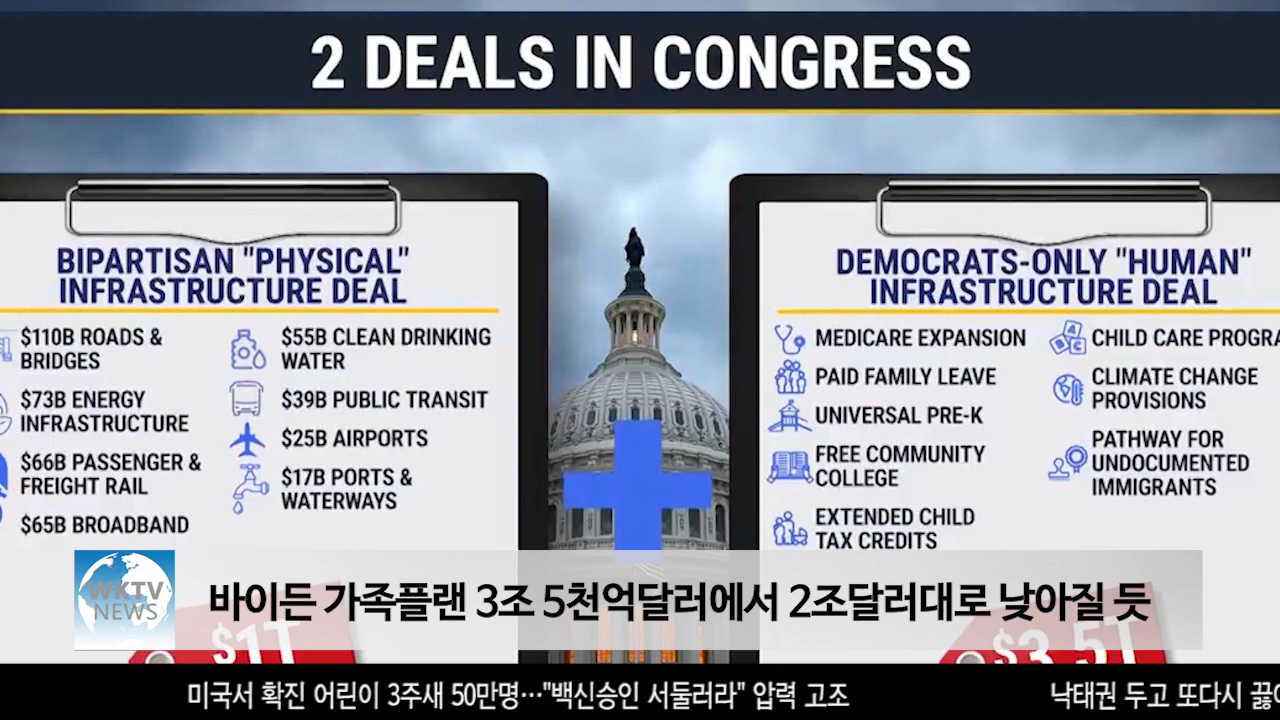 2 DEALS IN CONGRESS
BIPARTISAN "PHYSICAL"
INFRASTRUCTURE DEAL
$110B ROADS &
BRIDGES
$73B ENERGY
INFRASTRUCTURE
$66B PASSENGER &
FREIGHT RAIL
$65B BROADBAND
$55B CLEAN DRINKING
WATER
$39B PUBLIC TRANSIT
$25B AIRPORTS
$17B PORTS &
WATERWAYS
DEMOCRATS-ONLY "HUMAN"
INFRASTRUCTURE DEAL
MEDICARE EXPANSION
PAID FAMILY LEAVE
UNIVERSAL PRE-K
FREE COMMUNITY
COLLEGE
EXTENDED CHILD
TAX CREDITS
CHILD CARE
CLIMATE CHANGE
PROVISIONS
PATHWAY FOR
UNDOCUMENTED
IMMIGRANTS
$1T
$3.5T
WKTV
NEWS
바이든 가족플랜 3조 5천억달러에서 2조달러대로 낮아질 듯
미국서 확진 어린이 3주새 50만명…"백신승인 서둘러라" 압력 고조
낙태권 두고 또다시